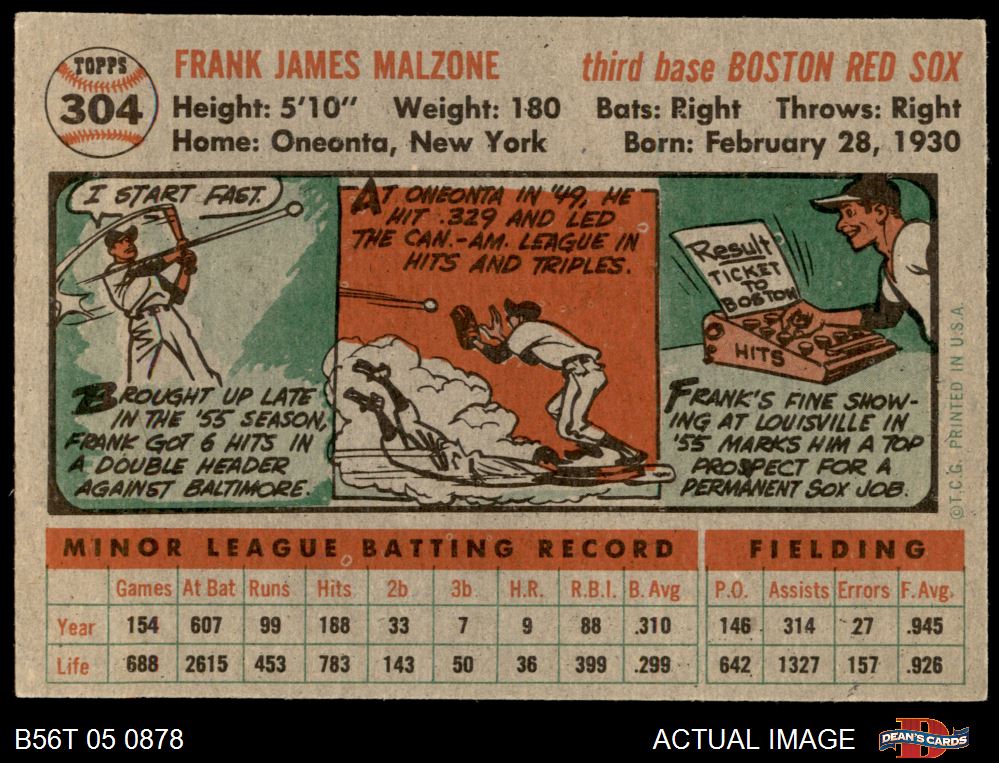 TOPPS
304
FRANK JAMES MALZONE third base BOSTON RED SOX
Height: 5'10" Weight: 180 Bats: Right Throws: Right
Home: Oneonta, New York Born: February 28, 1930
I START FAST.
BROUGHT UP LATE
IN THE '55 SEASON,
FRANK GOT 6 HITS IN
A DOUBLE HEADER
AGAINST BALTIMORE.
AT ONEONTA IN '49, HE
HIT .329 AND LED
THE CAN.-AM. LEAGUE IN
HITS AND TRIPLES.
Result
TICKET
TO
BOSTON
HITS
FRANK'S FINE SHOW-
ING AT LOUISVILLE IN
'55 MARKS HIM A TOP
PROSPECT FOR A
PERMANENT SOX JOB.
©T.C.G. PRINTED IN U.S.A.
MINOR LEAGUE BATTING RECORD FIELDING
Games At Bat Runs Hits 2b 3b H.R. R.B.I. B. Avg P.O. Assists Errors F. Avg.
Year 154 607 99 188 33 7 9 88 .310 146 314 27 .945
Life 688 2615 453 783 143 50 36 399 .299 642 1327 157 .926
B56T 05 0878 ACTUAL IMAGE DEAN'S CARDS